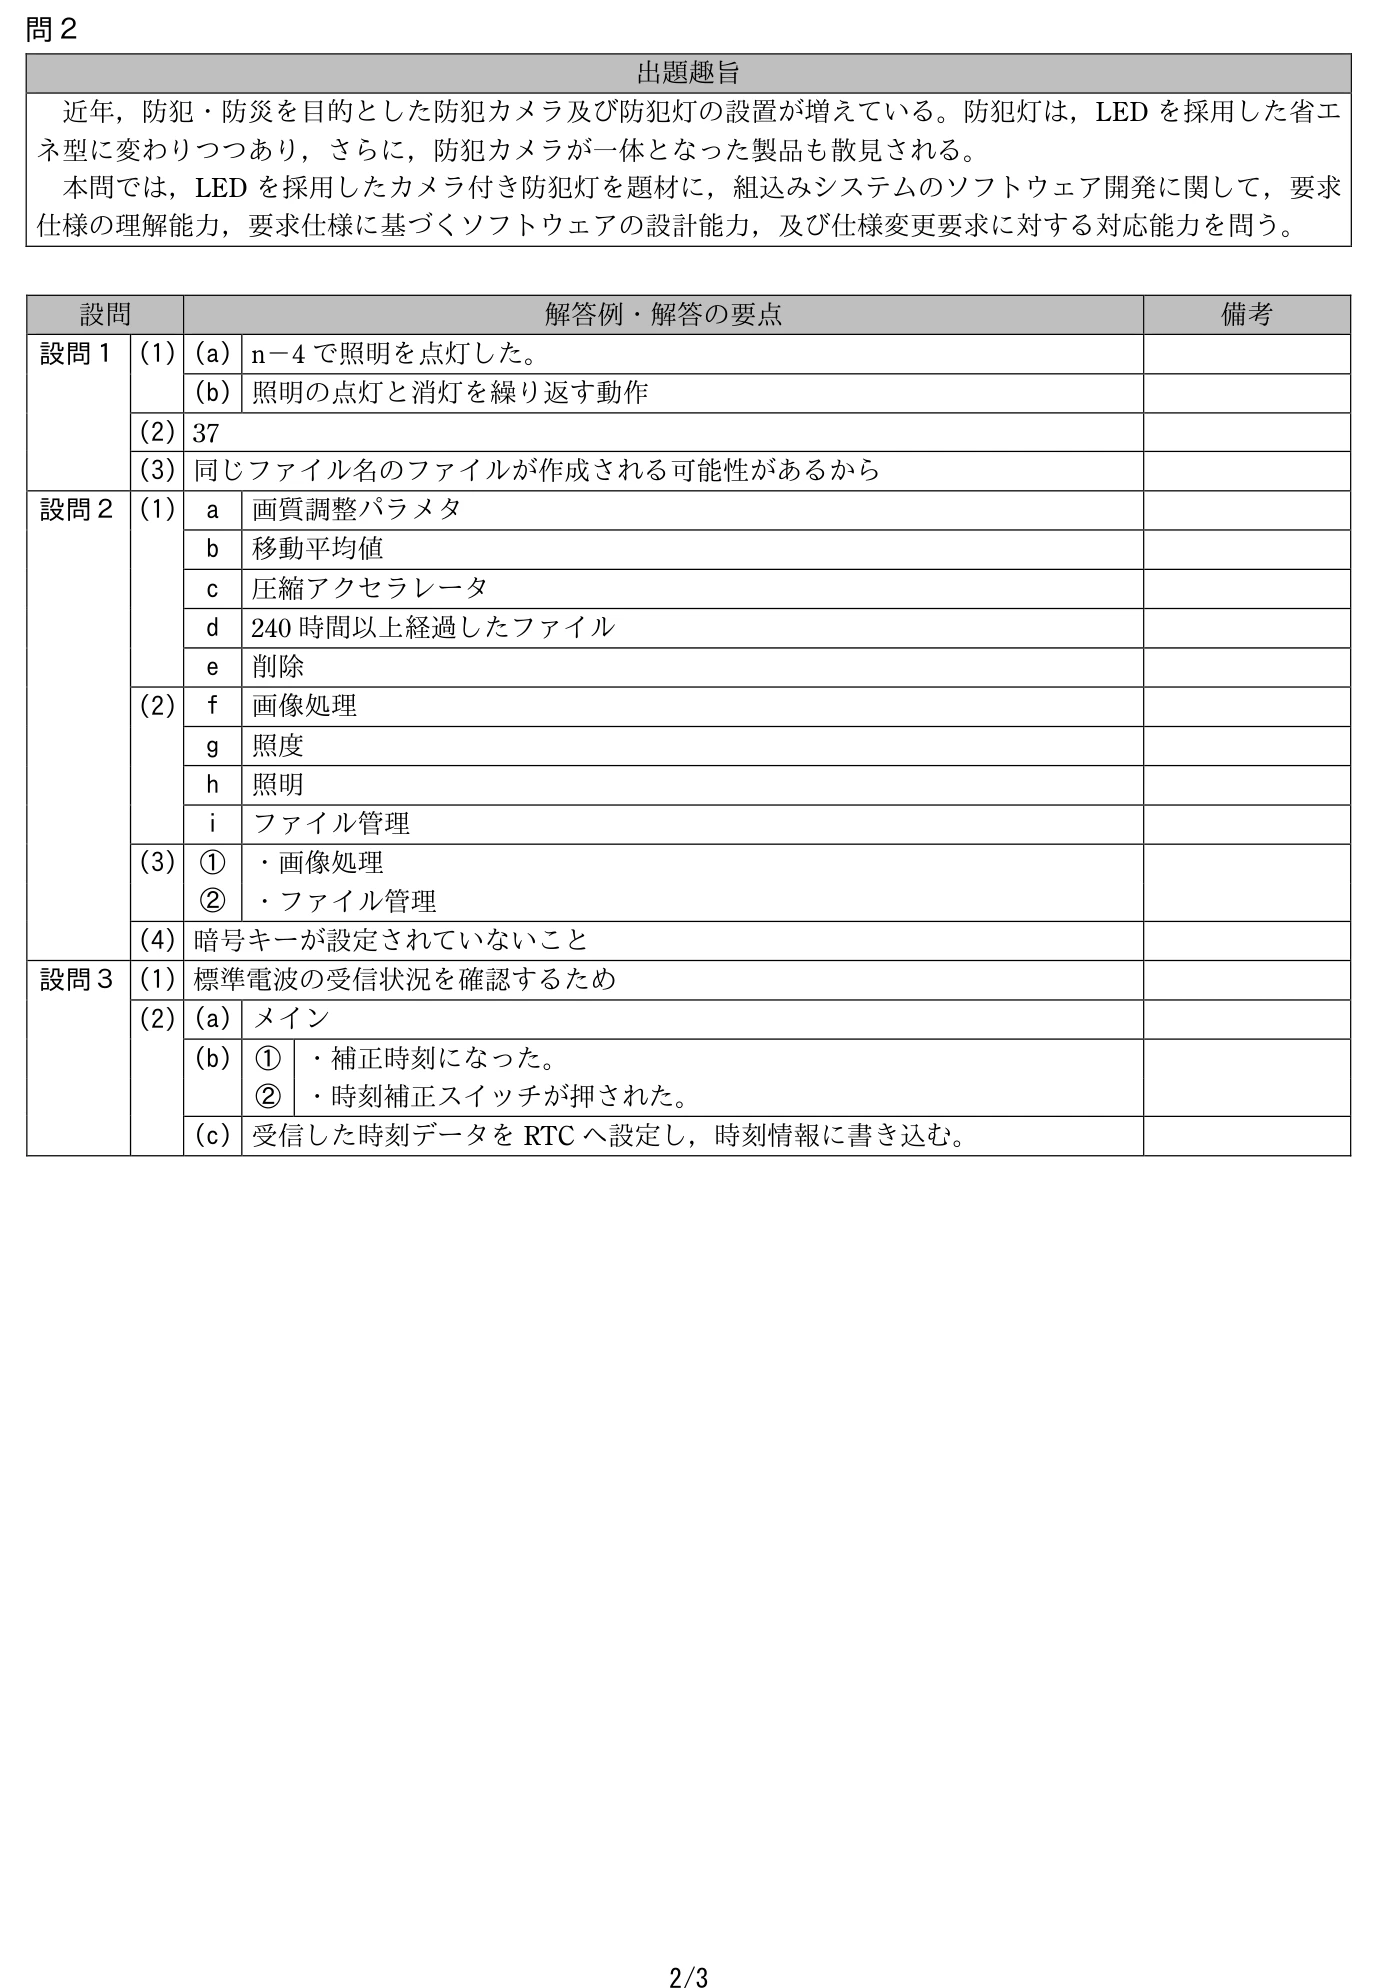 問２
出題趣旨
近年，防犯・防災を目的とした防犯カメラ及び防犯灯の設置が増えている。防犯灯は，LED を採用した省エ
ネ型に変わりつつあり，さらに，防犯カメラが一体となった製品も散見される。
本問では，LED を採用したカメラ付き防犯灯を題材に，組込みシステムのソフトウェア開発に関して，要求
仕様の理解能力，要求仕様に基づくソフトウェアの設計能力，及び仕様変更要求に対する対応能力を問う。
設問 解答例・解答の要点 備考
設問１ (1) (a) n－4 で照明を点灯した。
(b) 照明の点灯と消灯を繰り返す動作
(2) 37
(3) 同じファイル名のファイルが作成される可能性があるから
設問２ (1) a 画質調整パラメタ
b 移動平均値
c 圧縮アクセラレータ
d 240 時間以上経過したファイル
e 削除
(2) f 画像処理
g 照度
h 照明
i ファイル管理
(3) ① ・画像処理
② ・ファイル管理
(4) 暗号キーが設定されていないこと
設問３ (1) 標準電波の受信状況を確認するため
(2) (a) メイン
(b) ① ・補正時刻になった。
② ・時刻補正スイッチが押された。
(c) 受信した時刻データを RTC へ設定し，時刻情報に書き込む。
2/3